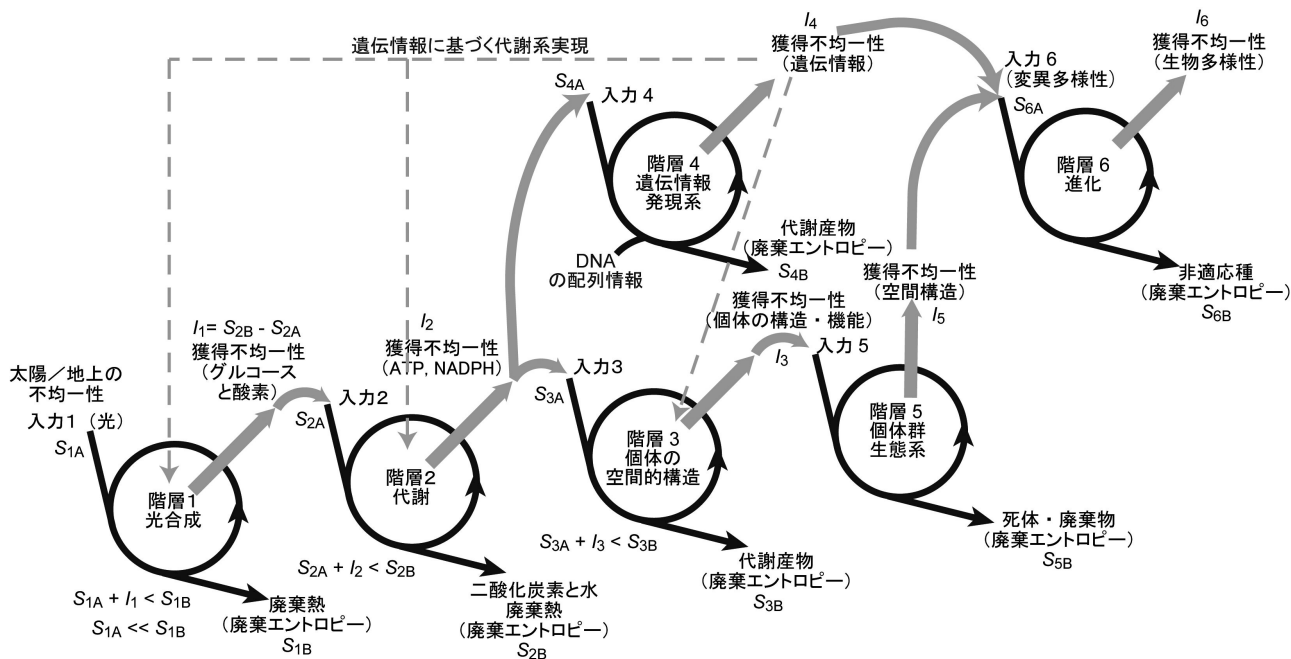 遺伝情報に基づく代謝系実現
I4
獲得不均一性
(遺伝情報)
入力6
(変異多様性)
S6A
I6
獲得不均一性
(生物多様性)
S4A
入力4
階層4
遺伝情報
発現系
階層6
進化
代謝産物
(廃棄エントロピー)
S4B
DNA
の配列情報
獲得不均一性
(空間構造)
I5
非適応種
(廃棄エントロピー)
S6B
獲得不均一性
(個体の構造・機能)
I3
入力5
I1= S2B - S2A
獲得不均一性
(グルコース
と酸素)
I2
獲得不均一性
(ATP, NADPH)
太陽/地上の
不均一性
入力1(光)
S1A
入力2
S2A
入力3
S3A
階層1
光合成
階層2
代謝
階層3
個体の
空間的構造
階層5
個体群
生態系
S1A + I1 < S1B
S1A << S1B
廃棄熱
(廃棄エントロピー)
S1B
S2A + I2 < S2B
二酸化炭素と水
廃棄熱
(廃棄エントロピー)
S2B
S3A + I3 < S3B
代謝産物
(廃棄エントロピー)
S3B
死体・廃棄物
(廃棄エントロピー)
S5B